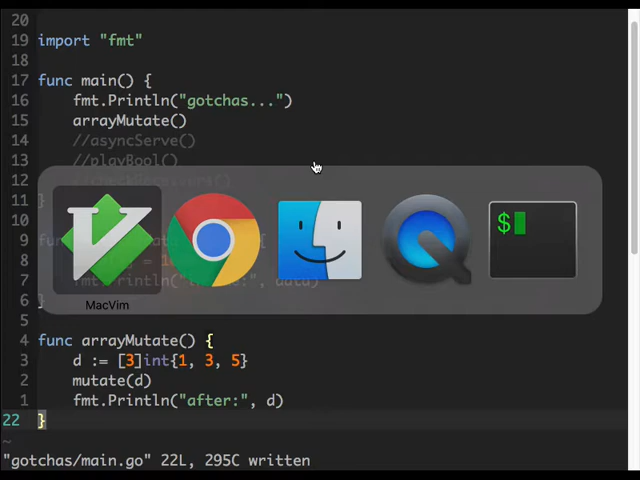 20
19 import "fmt"
18
17 func main() {
16 fmt.Println("gotchas...")
15 arrayMutate()
14 //asyncServe()
13 //playBool()
12
11 }
10
9
8
7
6 }
5
4 func arrayMutate() {
3 d := [3]int{1, 3, 5}
2 mutate(d)
1 fmt.Println("after:", d)
22 }
~
"gotchas/main.go" 22L, 295C written
$
MacVim